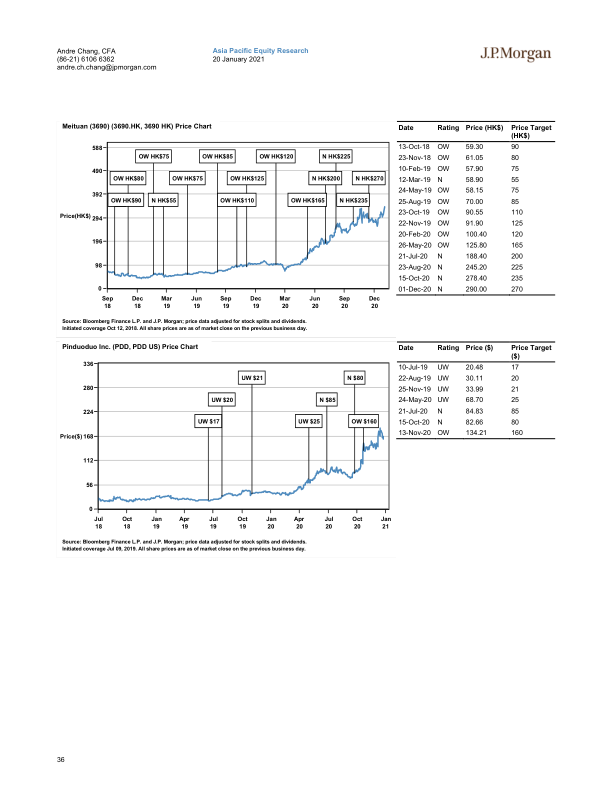 Andre Chang, CFA
(86-21) 6106 6362
andre.ch.chang@jpmorgan.com
Asia Pacific Equity Research
20 January 2021
J.P.Morgan
Meituan (3690) (3690.HK, 3690 HK) Price Chart
588
490
392
294
196
98
0
Price(HK$)
OW HK$75 OW HK$85 OW HK$120 N HK$225
OW HK$80 OW HK$75 OW HK$125 N HK$200 N HK$270
OW HK$90 N HK$55 OW HK$110 OW HK$165 N HK$235
Sep 18 Dec 18 Mar 19 Jun 19 Sep 19 Dec 19 Mar 20 Jun 20 Sep 20 Dec 20
Source: Bloomberg Finance L.P. and J.P. Morgan; price data adjusted for stock splits and dividends.
Initiated coverage Oct 12, 2018. All share prices are as of market close on the previous business day.
Date Rating Price (HK$) Price Target (HK$)
13-Oct-18 OW 59.30 90
23-Nov-18 OW 61.05 80
10-Feb-19 OW 57.90 75
12-Mar-19 N 58.90 55
24-May-19 OW 58.15 75
25-Aug-19 OW 70.00 85
23-Oct-19 OW 90.55 110
22-Nov-19 OW 91.90 125
20-Feb-20 OW 100.40 120
26-May-20 OW 125.80 165
21-Jul-20 N 188.40 200
23-Aug-20 N 245.20 225
15-Oct-20 N 278.40 235
01-Dec-20 N 290.00 270
Pinduoduo Inc. (PDD, PDD US) Price Chart
336
280
224
168
112
56
0
Price($)
UW $21 N $80
UW $20 N $85
UW $17 UW $25 OW $160
Jul 18 Oct 18 Jan 19 Apr 19 Jul 19 Oct 19 Jan 20 Apr 20 Jul 20 Oct 20 Jan 21
Source: Bloomberg Finance L.P. and J.P. Morgan; price data adjusted for stock splits and dividends.
Initiated coverage Jul 09, 2019. All share prices are as of market close on the previous business day.
Date Rating Price ($) Price Target ($)
10-Jul-19 UW 20.48 17
22-Aug-19 UW 30.11 20
25-Nov-19 UW 33.99 21
24-May-20 UW 68.70 25
21-Jul-20 N 84.83 85
15-Oct-20 N 82.66 80
13-Nov-20 OW 134.21 160
36